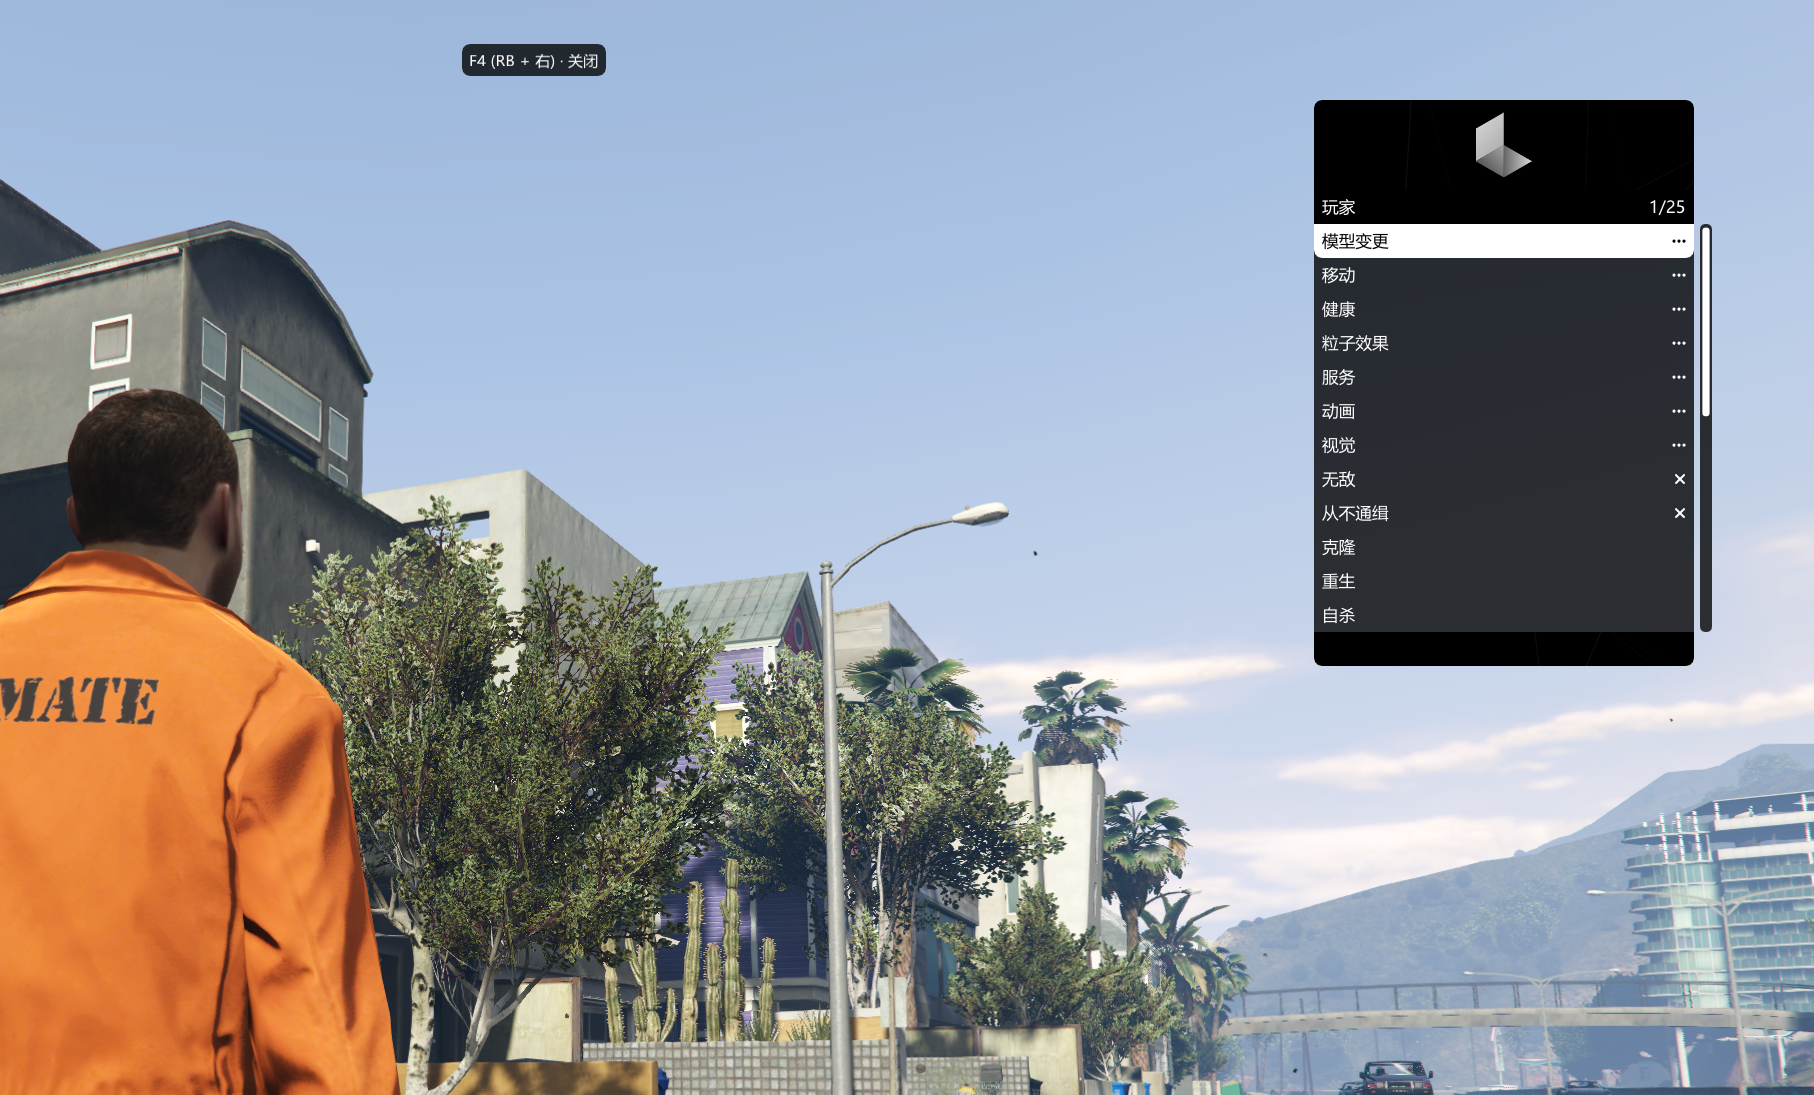 F4 (RB + 右) · 关闭
玩家 1/25
模型变更 ···
移动 ···
健康 ···
粒子效果 ···
服务 ···
动画 ···
视觉 ···
无敌 ×
从不通缉 ×
克隆
重生
自杀
MATE